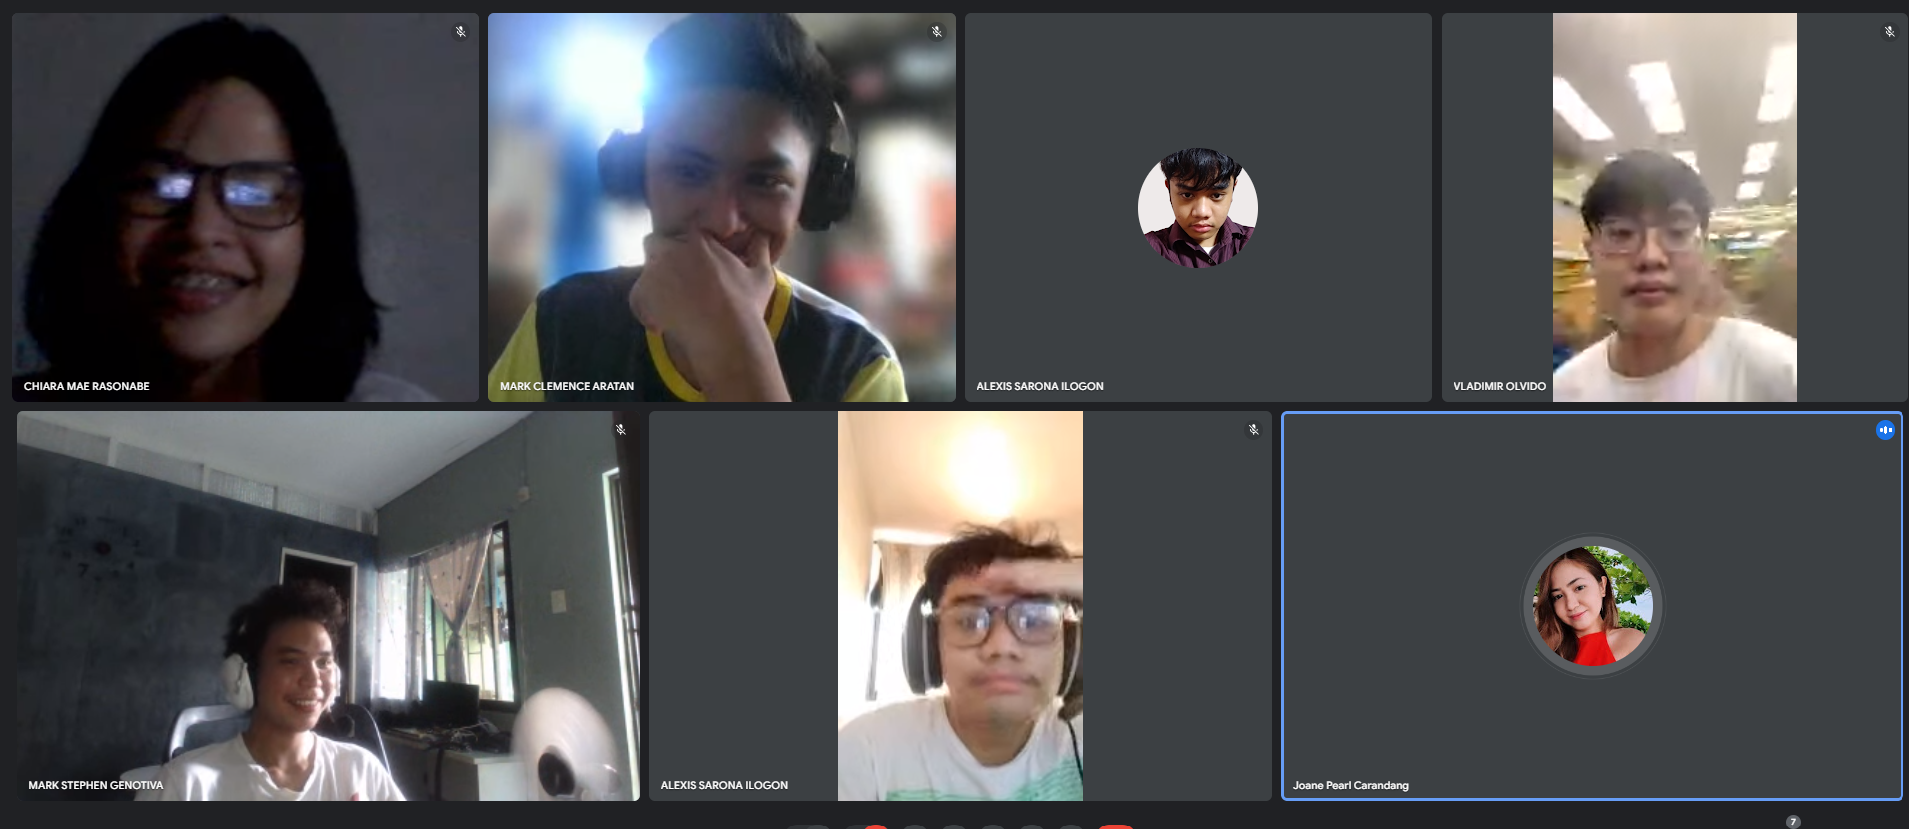 CHIARA MAE RASONABE
MARK CLEMENCE ARATAN
ALEXIS SARONA ILOGON
VLADIMIR OLVIDO
MARK STEPHEN GENOTIVA
ALEXIS SARONA ILOGON
Joane Pearl Carandang
7